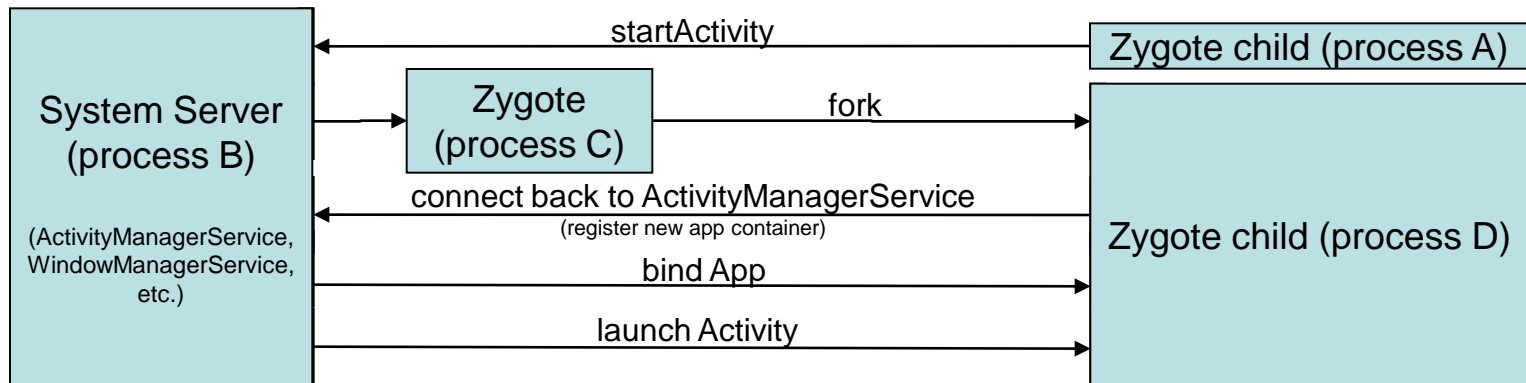 startActivity
Zygote child (process A)
System Server
(process B)
(ActivityManagerService,
WindowManagerService,
etc.)
Zygote
(process C)
fork
connect back to ActivityManagerService
(register new app container)
Zygote child (process D)
bind App
launch Activity